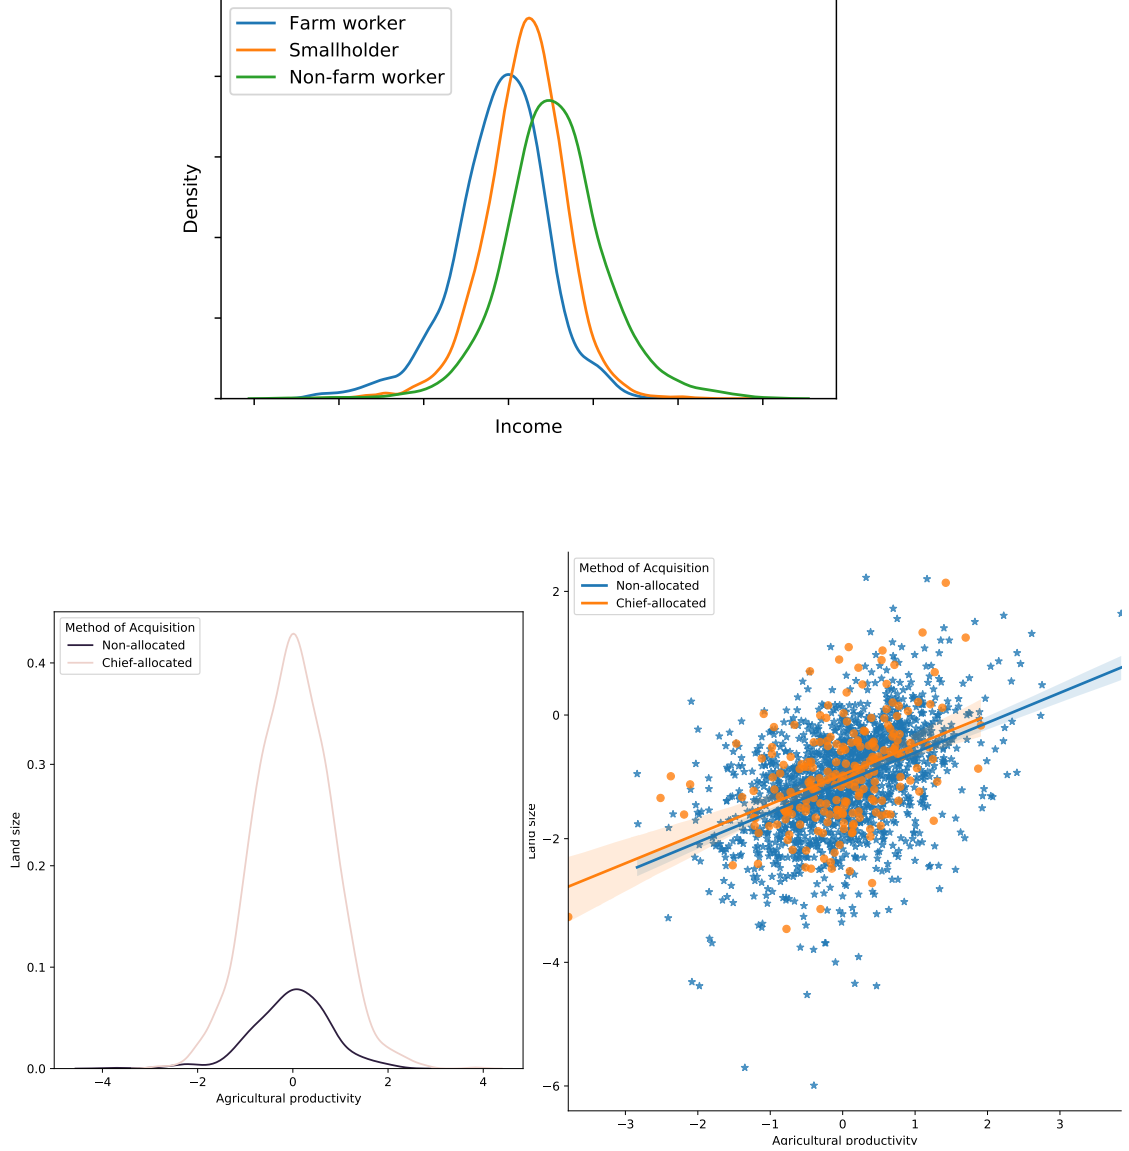 Farm worker
Smallholder
Non-farm worker
Density
Income
Method of Acquisition
Non-allocated
Chief-allocated
0.4
0.3
0.2
0.1
0.0
Land size
−4
−2
0
2
4
Agricultural productivity
Method of Acquisition
Non-allocated
Chief-allocated
2
0
−2
−4
−6
Land size
−3
−2
−1
0
1
2
3
Agricultural productivity